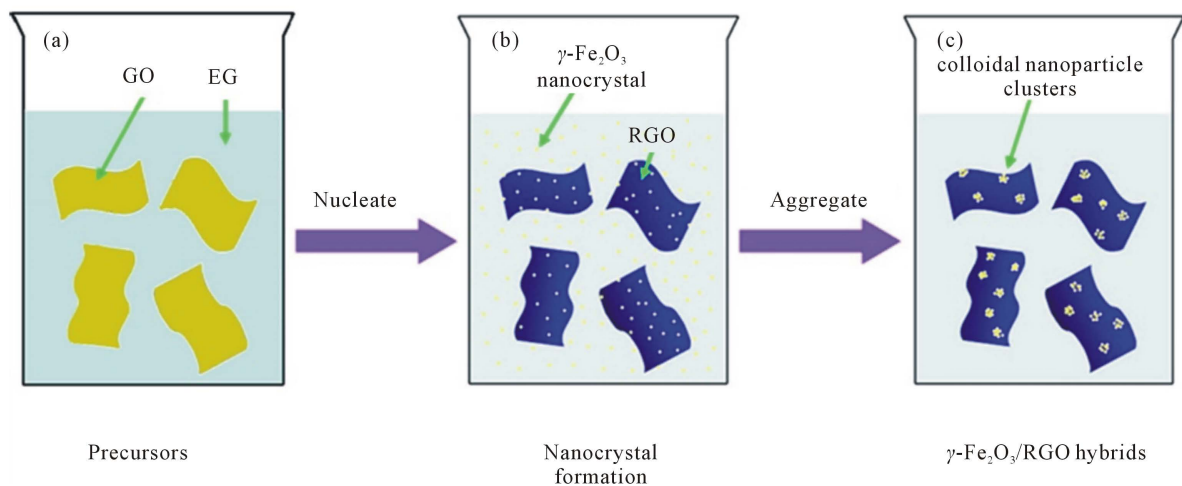 (a)
GO
EG
Precursors
Nucleate
(b)
γ-Fe₂O₃
nanocrystal
RGO
Nanocrystal
formation
Aggregate
(c)
colloidal nanoparticle
clusters
γ-Fe₂O₃/RGO hybrids